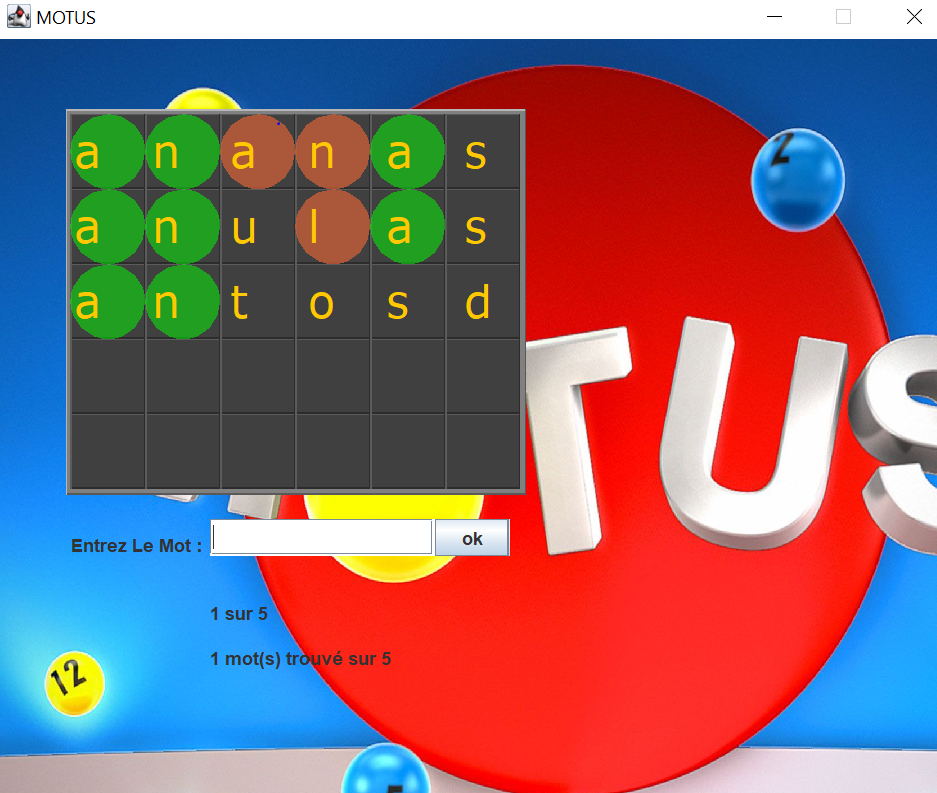 MOTUS
2
a n a n a s
a n u l a s
a n t o s d
TUS
Entrez Le Mot :
ok
1 sur 5
1 mot(s) trouvé sur 5
12